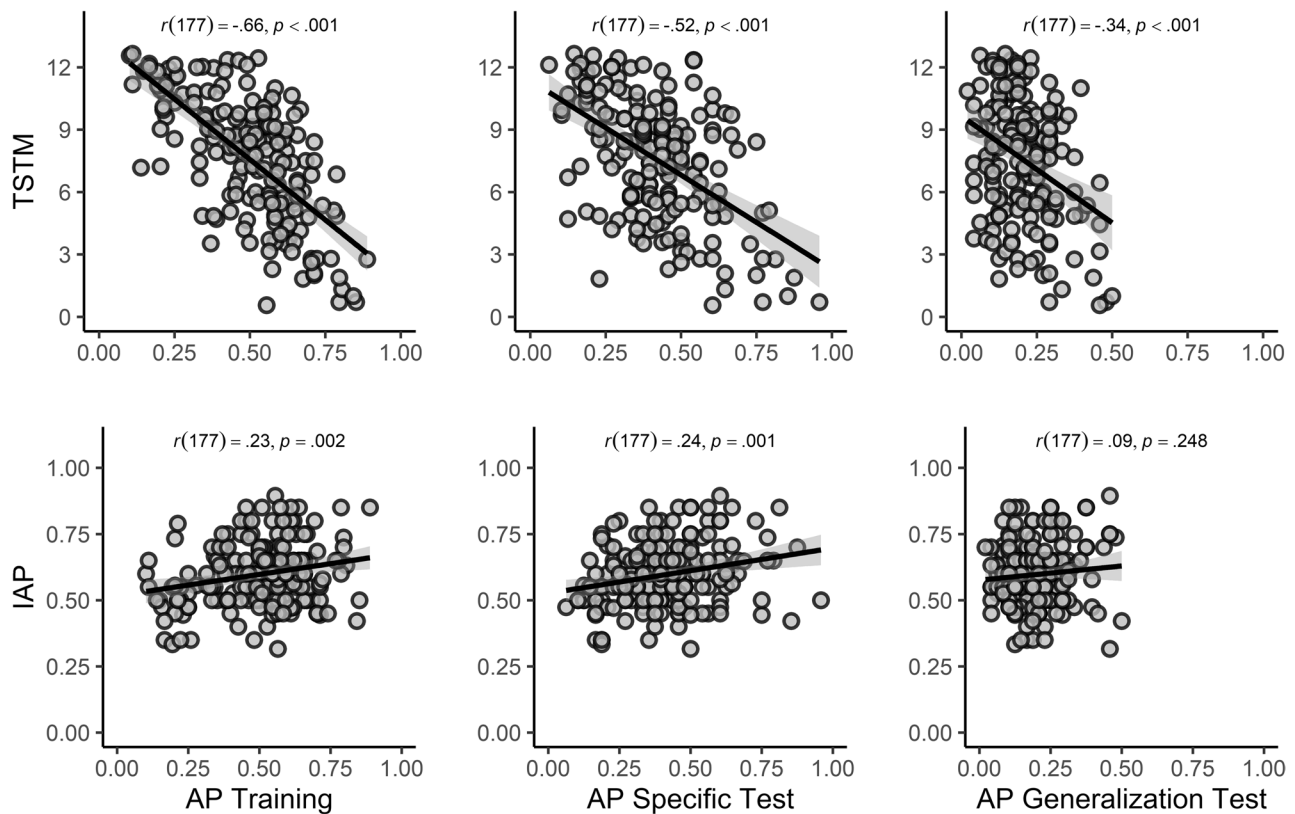 r(177) = -.66, p < .001
r(177) = -.52, p < .001
r(177) = -.34, p < .001
TSTM
12
9
6
3
0
12
9
6
3
0
12
9
6
3
0
0.00 0.25 0.50 0.75 1.00
0.00 0.25 0.50 0.75 1.00
0.00 0.25 0.50 0.75 1.00
r(177) = .23, p = .002
r(177) = .24, p = .001
r(177) = .09, p = .248
IAP
1.00
0.75
0.50
0.25
0.00
1.00
0.75
0.50
0.25
0.00
1.00
0.75
0.50
0.25
0.00
0.00 0.25 0.50 0.75 1.00
0.00 0.25 0.50 0.75 1.00
0.00 0.25 0.50 0.75 1.00
AP Training
AP Specific Test
AP Generalization Test